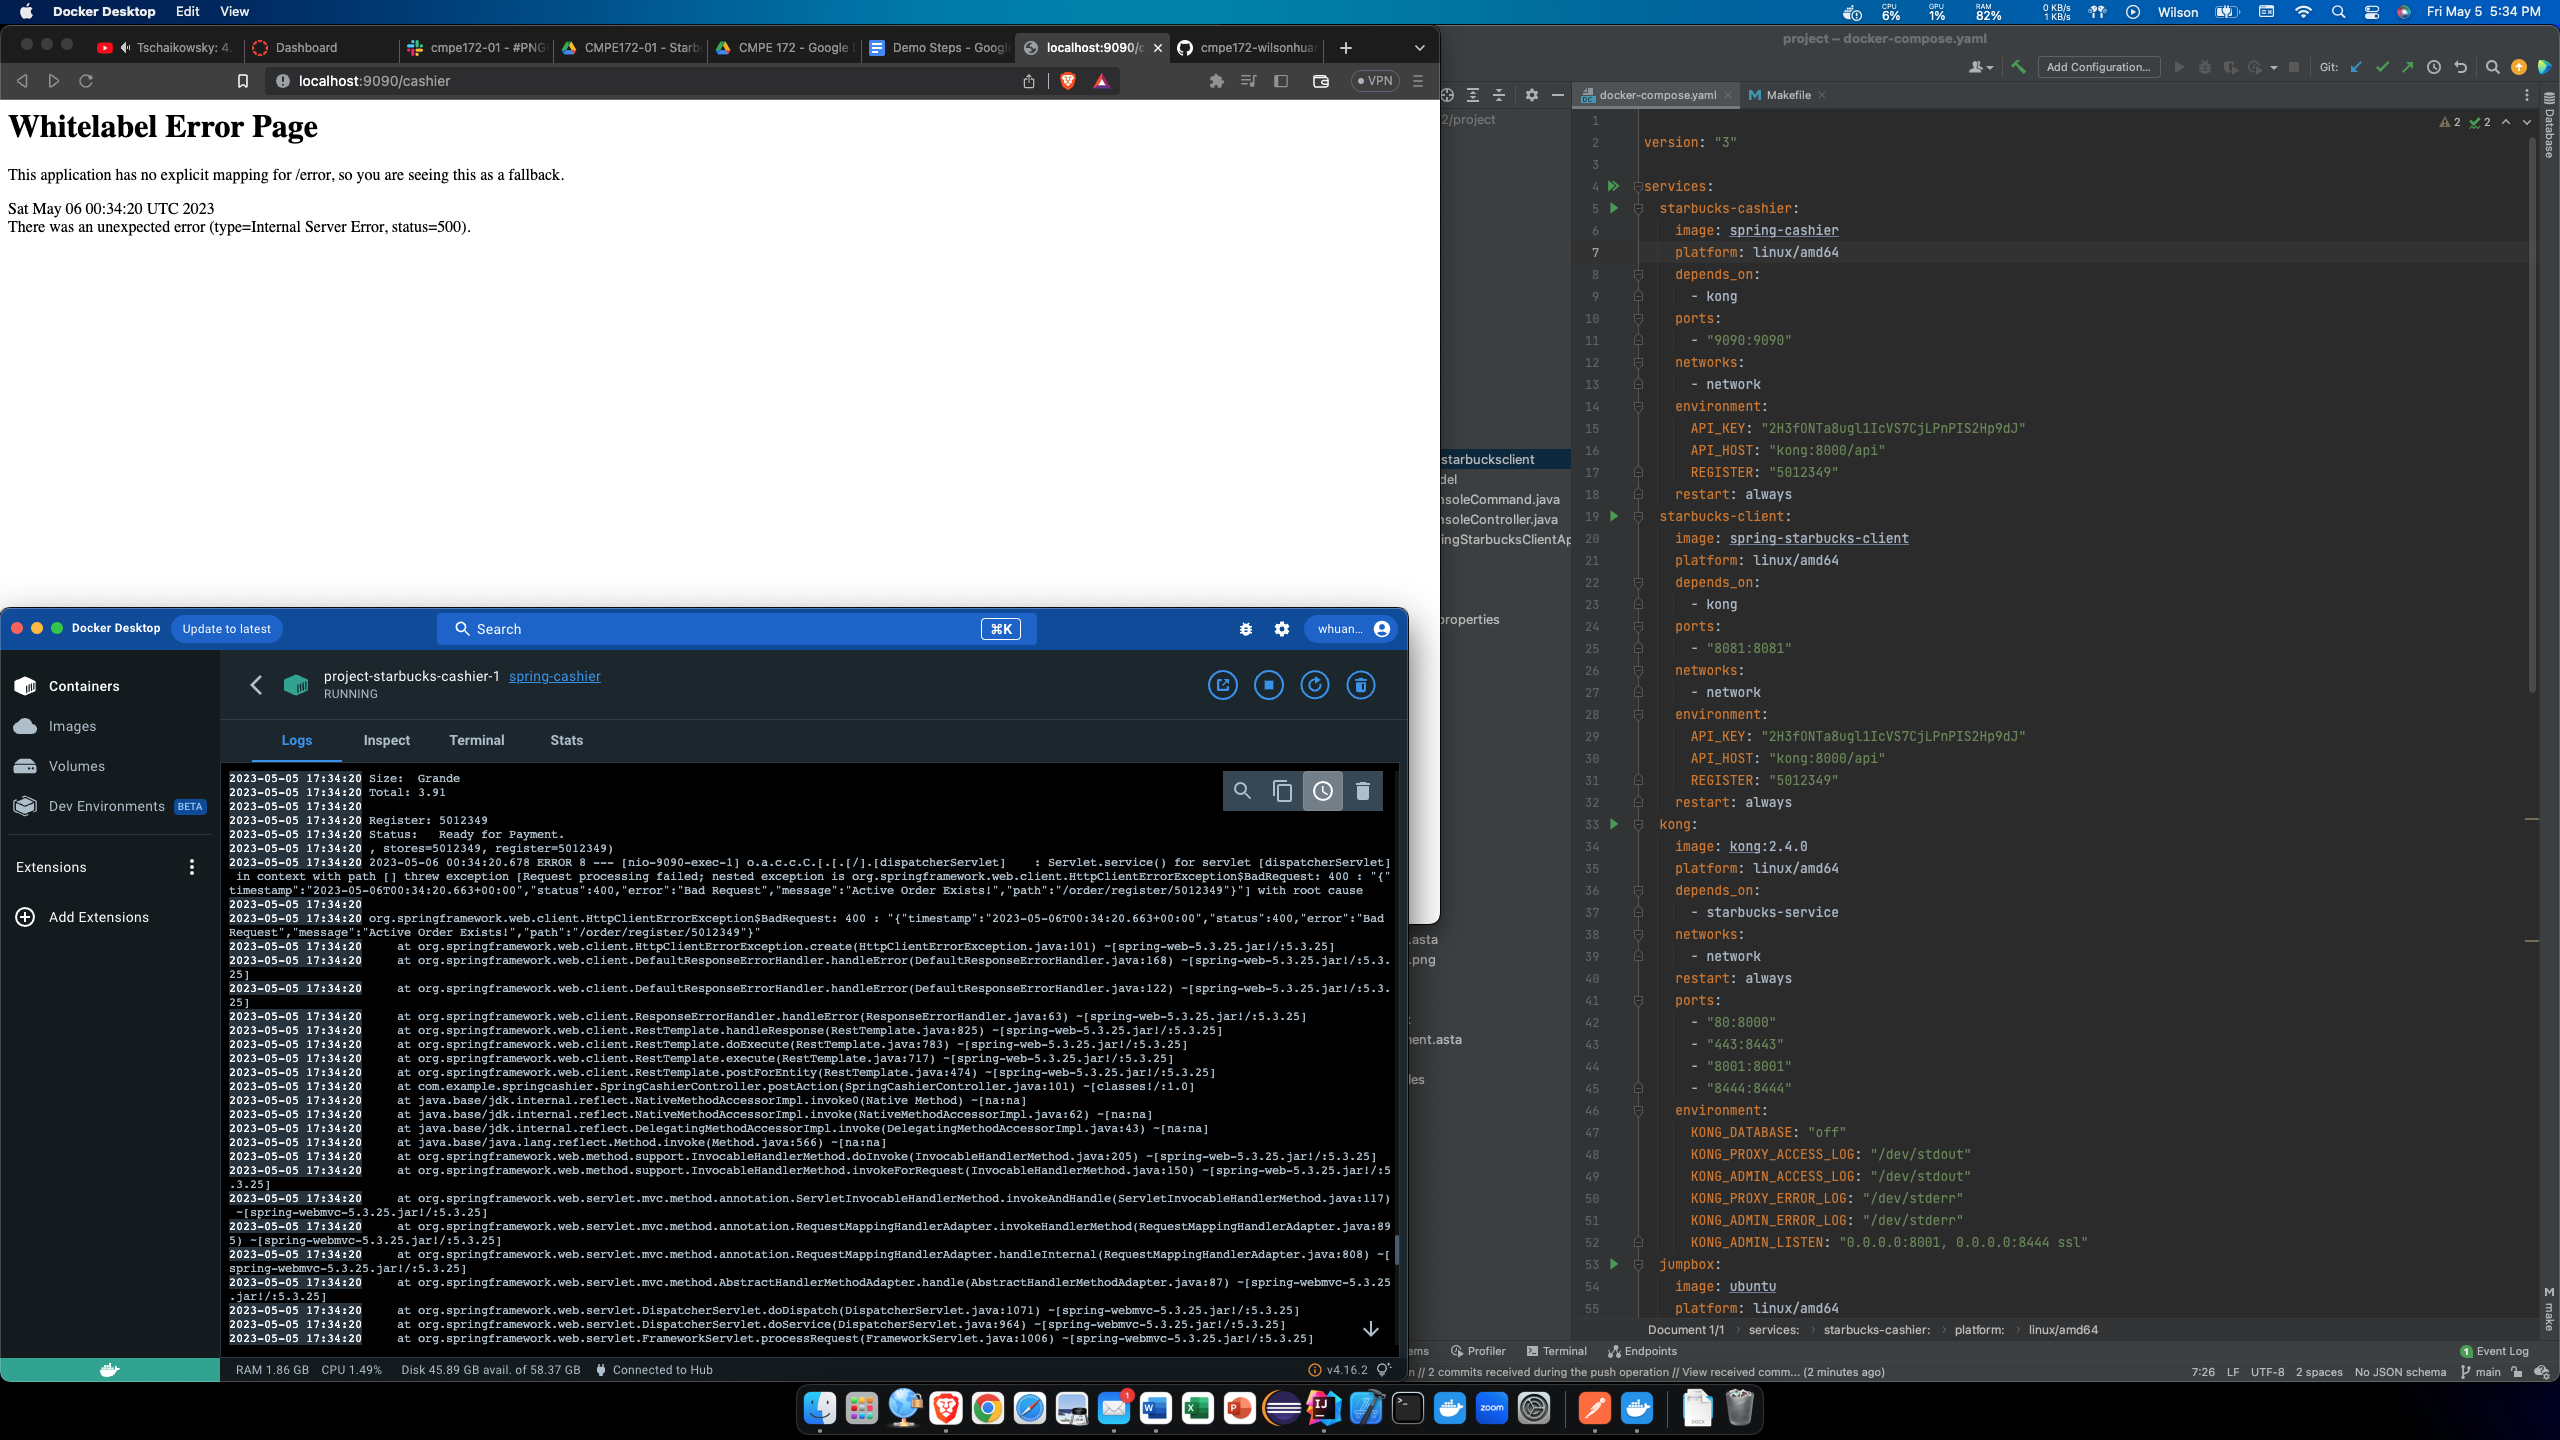 Docker Desktop Edit View
CPU 6% GPU 1% RAM 82% 0 KB/s 1 KB/s Wilson Fri May 5 5:34 PM
Tschaikowsky: 4. Dashboard cmpe172-01 - #PNG CMPE172-01 - Starb CMPE 172 - Google Demo Steps - Googl localhost:9090/c cmpe172-wilsonhuan
localhost:9090/cashier
VPN
Whitelabel Error Page
This application has no explicit mapping for /error, so you are seeing this as a fallback.
Sat May 06 00:34:20 UTC 2023
There was an unexpected error (type=Internal Server Error, status=500).
project – docker-compose.yaml
Add Configuration... Git:
docker-compose.yaml Makefile
2/project
starbucksclient
del
nsoleCommand.java
nsoleController.java
ingStarbucksClientAp
properties
.asta
.png
nent.asta
les
2 2
Database
make
1
2 version: "3"
3
4 services:
5 starbucks-cashier:
6 image: spring-cashier
7 platform: linux/amd64
8 depends_on:
9 - kong
10 ports:
11 - "9090:9090"
12 networks:
13 - network
14 environment:
15 API_KEY: "2H3fONTa8ugl1IcVS7CjLPnPIS2Hp9dJ"
16 API_HOST: "kong:8000/api"
17 REGISTER: "5012349"
18 restart: always
19 starbucks-client:
20 image: spring-starbucks-client
21 platform: linux/amd64
22 depends_on:
23 - kong
24 ports:
25 - "8081:8081"
26 networks:
27 - network
28 environment:
29 API_KEY: "2H3fONTa8ugl1IcVS7CjLPnPIS2Hp9dJ"
30 API_HOST: "kong:8000/api"
31 REGISTER: "5012349"
32 restart: always
33 kong:
34 image: kong:2.4.0
35 platform: linux/amd64
36 depends_on:
37 - starbucks-service
38 networks:
39 - network
40 restart: always
41 ports:
42 - "80:8000"
43 - "443:8443"
44 - "8001:8001"
45 - "8444:8444"
46 environment:
47 KONG_DATABASE: "off"
48 KONG_PROXY_ACCESS_LOG: "/dev/stdout"
49 KONG_ADMIN_ACCESS_LOG: "/dev/stdout"
50 KONG_PROXY_ERROR_LOG: "/dev/stderr"
51 KONG_ADMIN_ERROR_LOG: "/dev/stderr"
52 KONG_ADMIN_LISTEN: "0.0.0.0:8001, 0.0.0.0:8444 ssl"
53 jumpbox:
54 image: ubuntu
55 platform: linux/amd64
Document 1/1 services: starbucks-cashier: platform: linux/amd64
ems Profiler Terminal Endpoints 1 Event Log
n // 2 commits received during the push operation // View received comm... (2 minutes ago) 7:26 LF UTF-8 2 spaces No JSON schema main
Docker Desktop Update to latest Search ⌘K whuan...
Containers
Images
Volumes
Dev Environments BETA
Extensions
Add Extensions
project-starbucks-cashier-1 spring-cashier
RUNNING
Logs Inspect Terminal Stats
2023-05-05 17:34:20 Size: Grande
2023-05-05 17:34:20 Total: 3.91
2023-05-05 17:34:20
2023-05-05 17:34:20 Register: 5012349
2023-05-05 17:34:20 Status: Ready for Payment.
2023-05-05 17:34:20 , stores=5012349, register=5012349)
2023-05-05 17:34:20 2023-05-06 00:34:20.678 ERROR 8 --- [nio-9090-exec-1] o.a.c.c.C.[.[.[/].[dispatcherServlet] : Servlet.service() for servlet [dispatcherServlet]
in context with path [] threw exception [Request processing failed; nested exception is org.springframework.web.client.HttpClientErrorException$BadRequest: 400 : "{"
timestamp":"2023-05-06T00:34:20.663+00:00","status":400,"error":"Bad Request","message":"Active Order Exists!","path":"/order/register/5012349"}"] with root cause
2023-05-05 17:34:20
2023-05-05 17:34:20 org.springframework.web.client.HttpClientErrorException$BadRequest: 400 : "{"timestamp":"2023-05-06T00:34:20.663+00:00","status":400,"error":"Bad
Request","message":"Active Order Exists!","path":"/order/register/5012349"}"
2023-05-05 17:34:20 at org.springframework.web.client.HttpClientErrorException.create(HttpClientErrorException.java:101) ~[spring-web-5.3.25.jar!/:5.3.25]
2023-05-05 17:34:20 at org.springframework.web.client.DefaultResponseErrorHandler.handleError(DefaultResponseErrorHandler.java:168) ~[spring-web-5.3.25.jar!/:5.3.
25]
2023-05-05 17:34:20 at org.springframework.web.client.DefaultResponseErrorHandler.handleError(DefaultResponseErrorHandler.java:122) ~[spring-web-5.3.25.jar!/:5.3.
25]
2023-05-05 17:34:20 at org.springframework.web.client.ResponseErrorHandler.handleError(ResponseErrorHandler.java:63) ~[spring-web-5.3.25.jar!/:5.3.25]
2023-05-05 17:34:20 at org.springframework.web.client.RestTemplate.handleResponse(RestTemplate.java:825) ~[spring-web-5.3.25.jar!/:5.3.25]
2023-05-05 17:34:20 at org.springframework.web.client.RestTemplate.doExecute(RestTemplate.java:783) ~[spring-web-5.3.25.jar!/:5.3.25]
2023-05-05 17:34:20 at org.springframework.web.client.RestTemplate.execute(RestTemplate.java:717) ~[spring-web-5.3.25.jar!/:5.3.25]
2023-05-05 17:34:20 at org.springframework.web.client.RestTemplate.postForEntity(RestTemplate.java:474) ~[spring-web-5.3.25.jar!/:5.3.25]
2023-05-05 17:34:20 at com.example.springcashier.SpringCashierController.postAction(SpringCashierController.java:101) ~[classes!/:1.0]
2023-05-05 17:34:20 at java.base/jdk.internal.reflect.NativeMethodAccessorImpl.invoke0(Native Method) ~[na:na]
2023-05-05 17:34:20 at java.base/jdk.internal.reflect.NativeMethodAccessorImpl.invoke(NativeMethodAccessorImpl.java:62) ~[na:na]
2023-05-05 17:34:20 at java.base/jdk.internal.reflect.DelegatingMethodAccessorImpl.invoke(DelegatingMethodAccessorImpl.java:43) ~[na:na]
2023-05-05 17:34:20 at java.base/java.lang.reflect.Method.invoke(Method.java:566) ~[na:na]
2023-05-05 17:34:20 at org.springframework.web.method.support.InvocableHandlerMethod.doInvoke(InvocableHandlerMethod.java:205) ~[spring-web-5.3.25.jar!/:5.3.25]
2023-05-05 17:34:20 at org.springframework.web.method.support.InvocableHandlerMethod.invokeForRequest(InvocableHandlerMethod.java:150) ~[spring-web-5.3.25.jar!/:5
.3.25]
2023-05-05 17:34:20 at org.springframework.web.servlet.mvc.method.annotation.ServletInvocableHandlerMethod.invokeAndHandle(ServletInvocableHandlerMethod.java:117)
~[spring-webmvc-5.3.25.jar!/:5.3.25]
2023-05-05 17:34:20 at org.springframework.web.servlet.mvc.method.annotation.RequestMappingHandlerAdapter.invokeHandlerMethod(RequestMappingHandlerAdapter.java:89
5) ~[spring-webmvc-5.3.25.jar!/:5.3.25]
2023-05-05 17:34:20 at org.springframework.web.servlet.mvc.method.annotation.RequestMappingHandlerAdapter.handleInternal(RequestMappingHandlerAdapter.java:808) ~[
spring-webmvc-5.3.25.jar!/:5.3.25]
2023-05-05 17:34:20 at org.springframework.web.servlet.mvc.method.AbstractHandlerMethodAdapter.handle(AbstractHandlerMethodAdapter.java:87) ~[spring-webmvc-5.3.25
.jar!/:5.3.25]
2023-05-05 17:34:20 at org.springframework.web.servlet.DispatcherServlet.doDispatch(DispatcherServlet.java:1071) ~[spring-webmvc-5.3.25.jar!/:5.3.25]
2023-05-05 17:34:20 at org.springframework.web.servlet.DispatcherServlet.doService(DispatcherServlet.java:964) ~[spring-webmvc-5.3.25.jar!/:5.3.25]
2023-05-05 17:34:20 at org.springframework.web.servlet.FrameworkServlet.processRequest(FrameworkServlet.java:1006) ~[spring-webmvc-5.3.25.jar!/:5.3.25]
RAM 1.86 GB CPU 1.49% Disk 45.89 GB avail. of 58.37 GB Connected to Hub v4.16.2
1 zoom